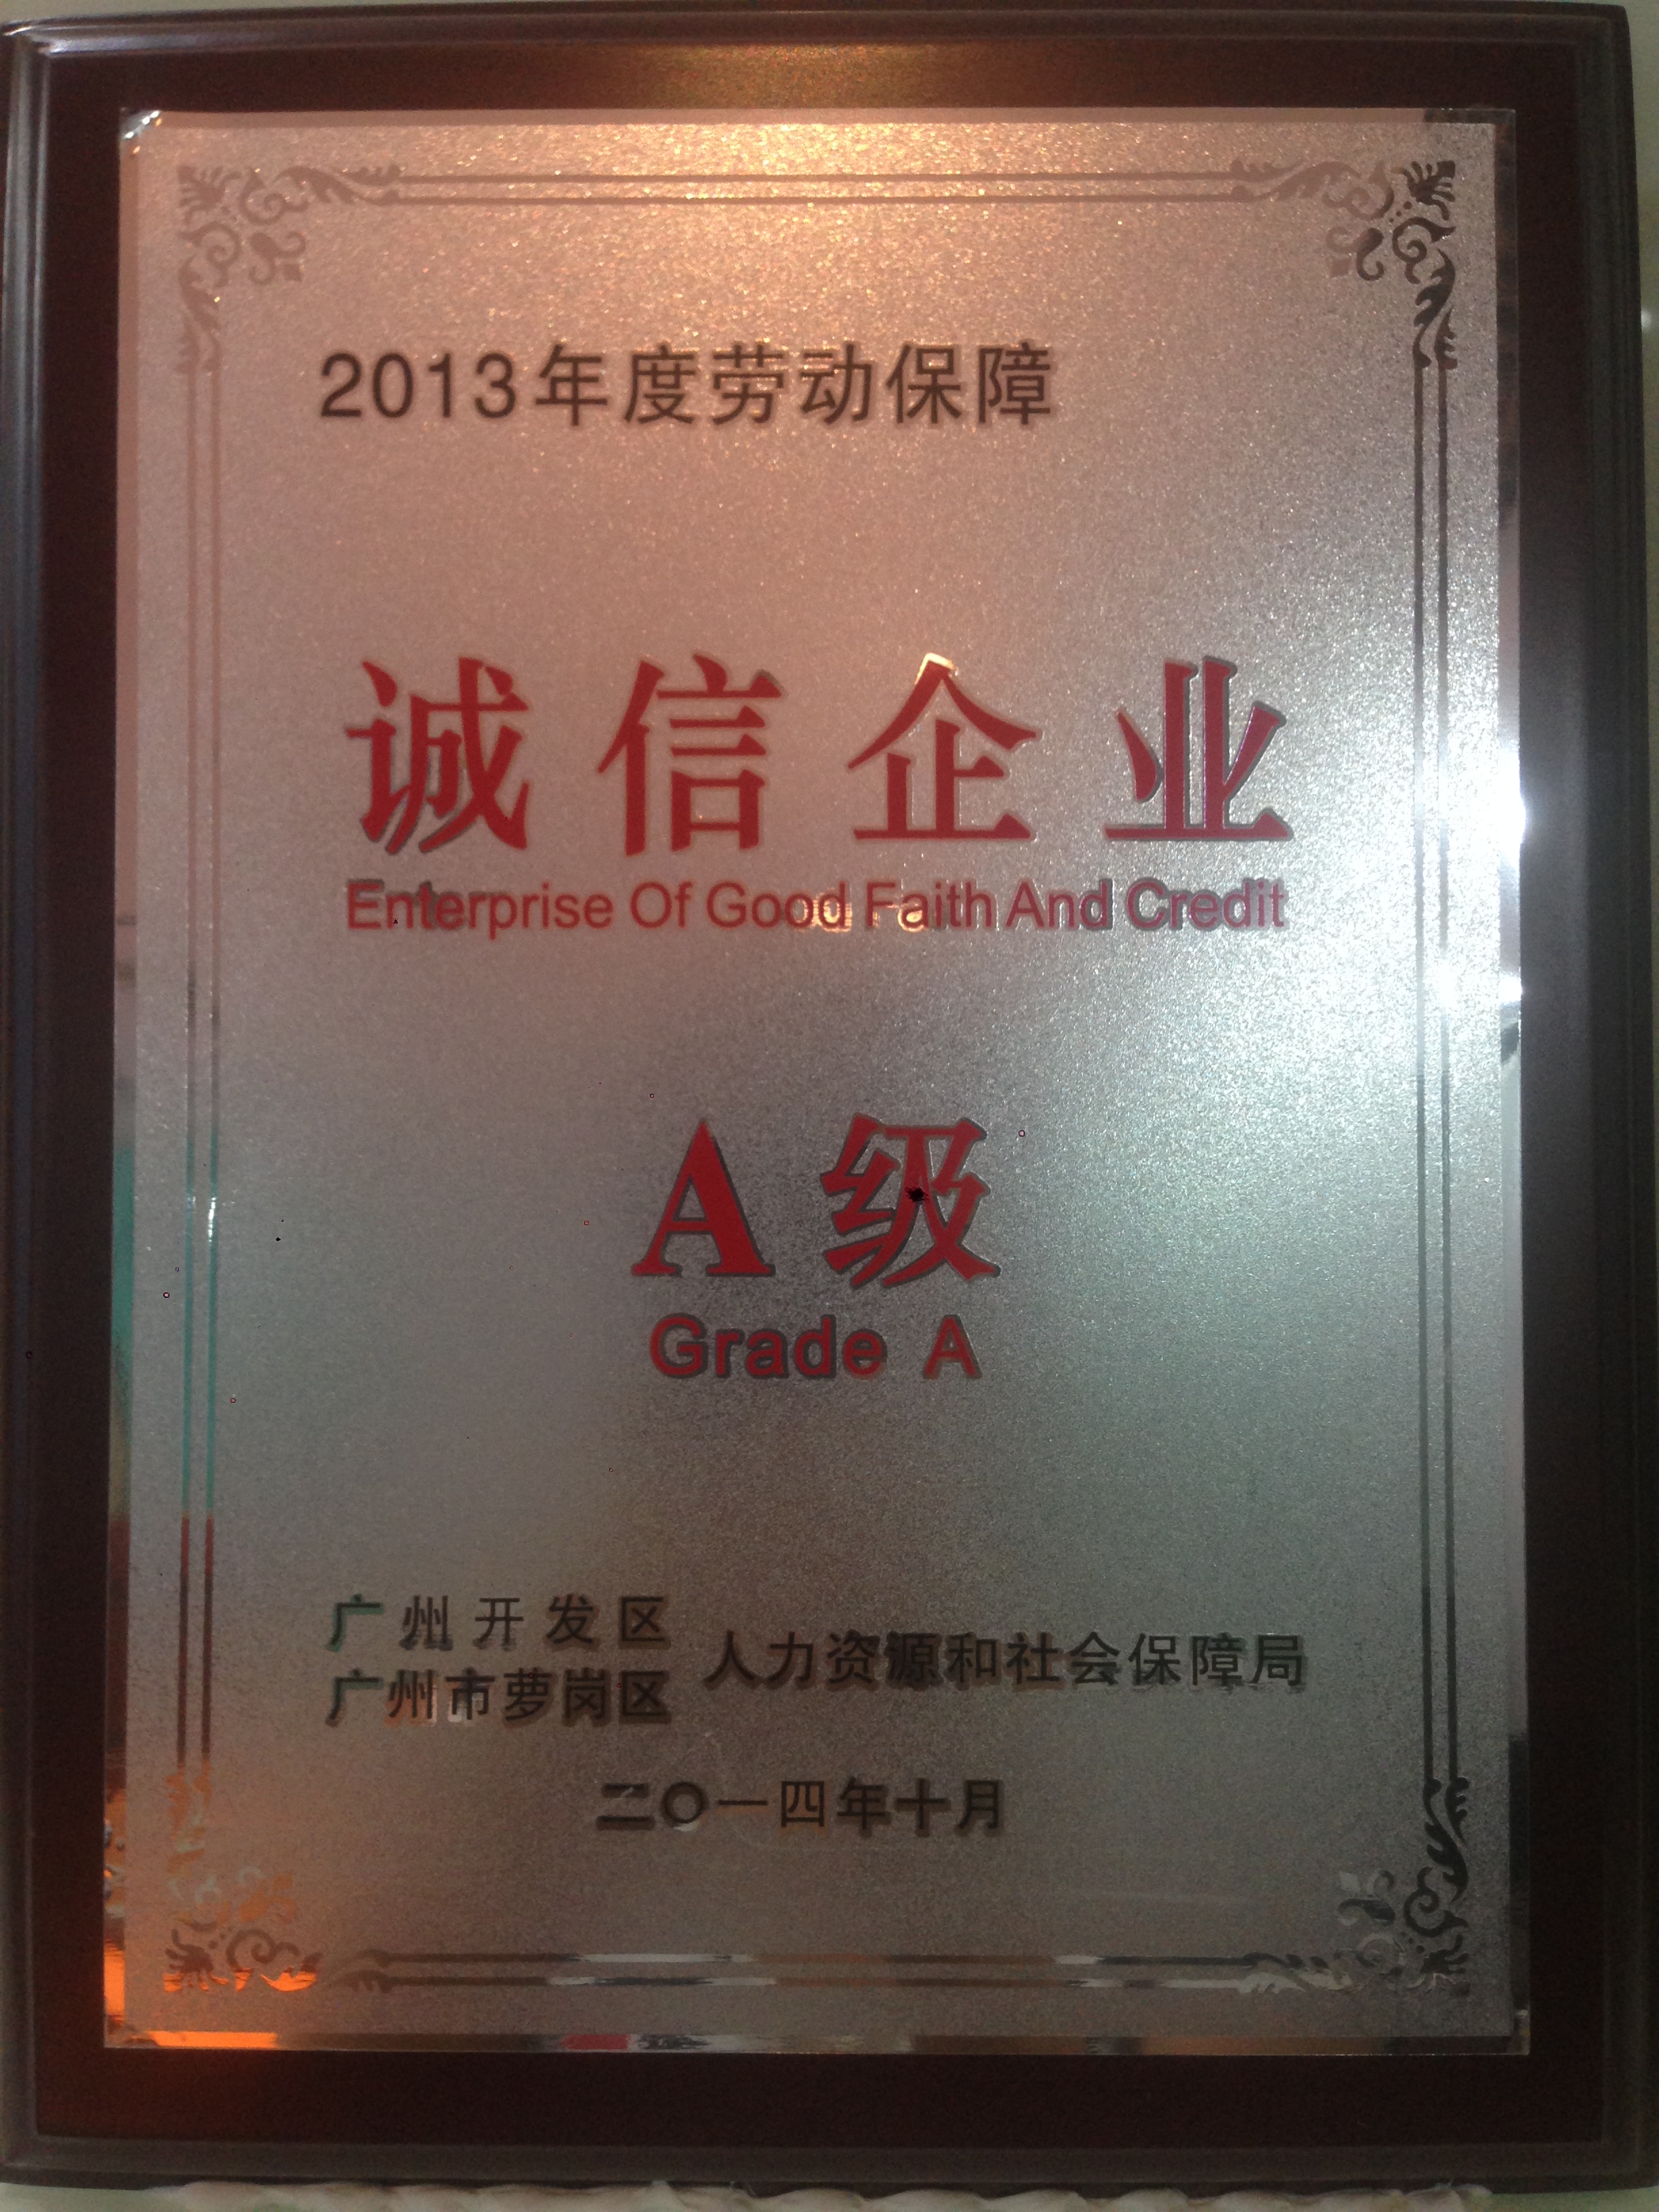 2013年度劳动保障
诚信企业
Enterprise Of Good Faith And Credit
A级
Grade A
广州开发区
广州市萝岗区
人力资源和社会保障局
二〇一四年十月